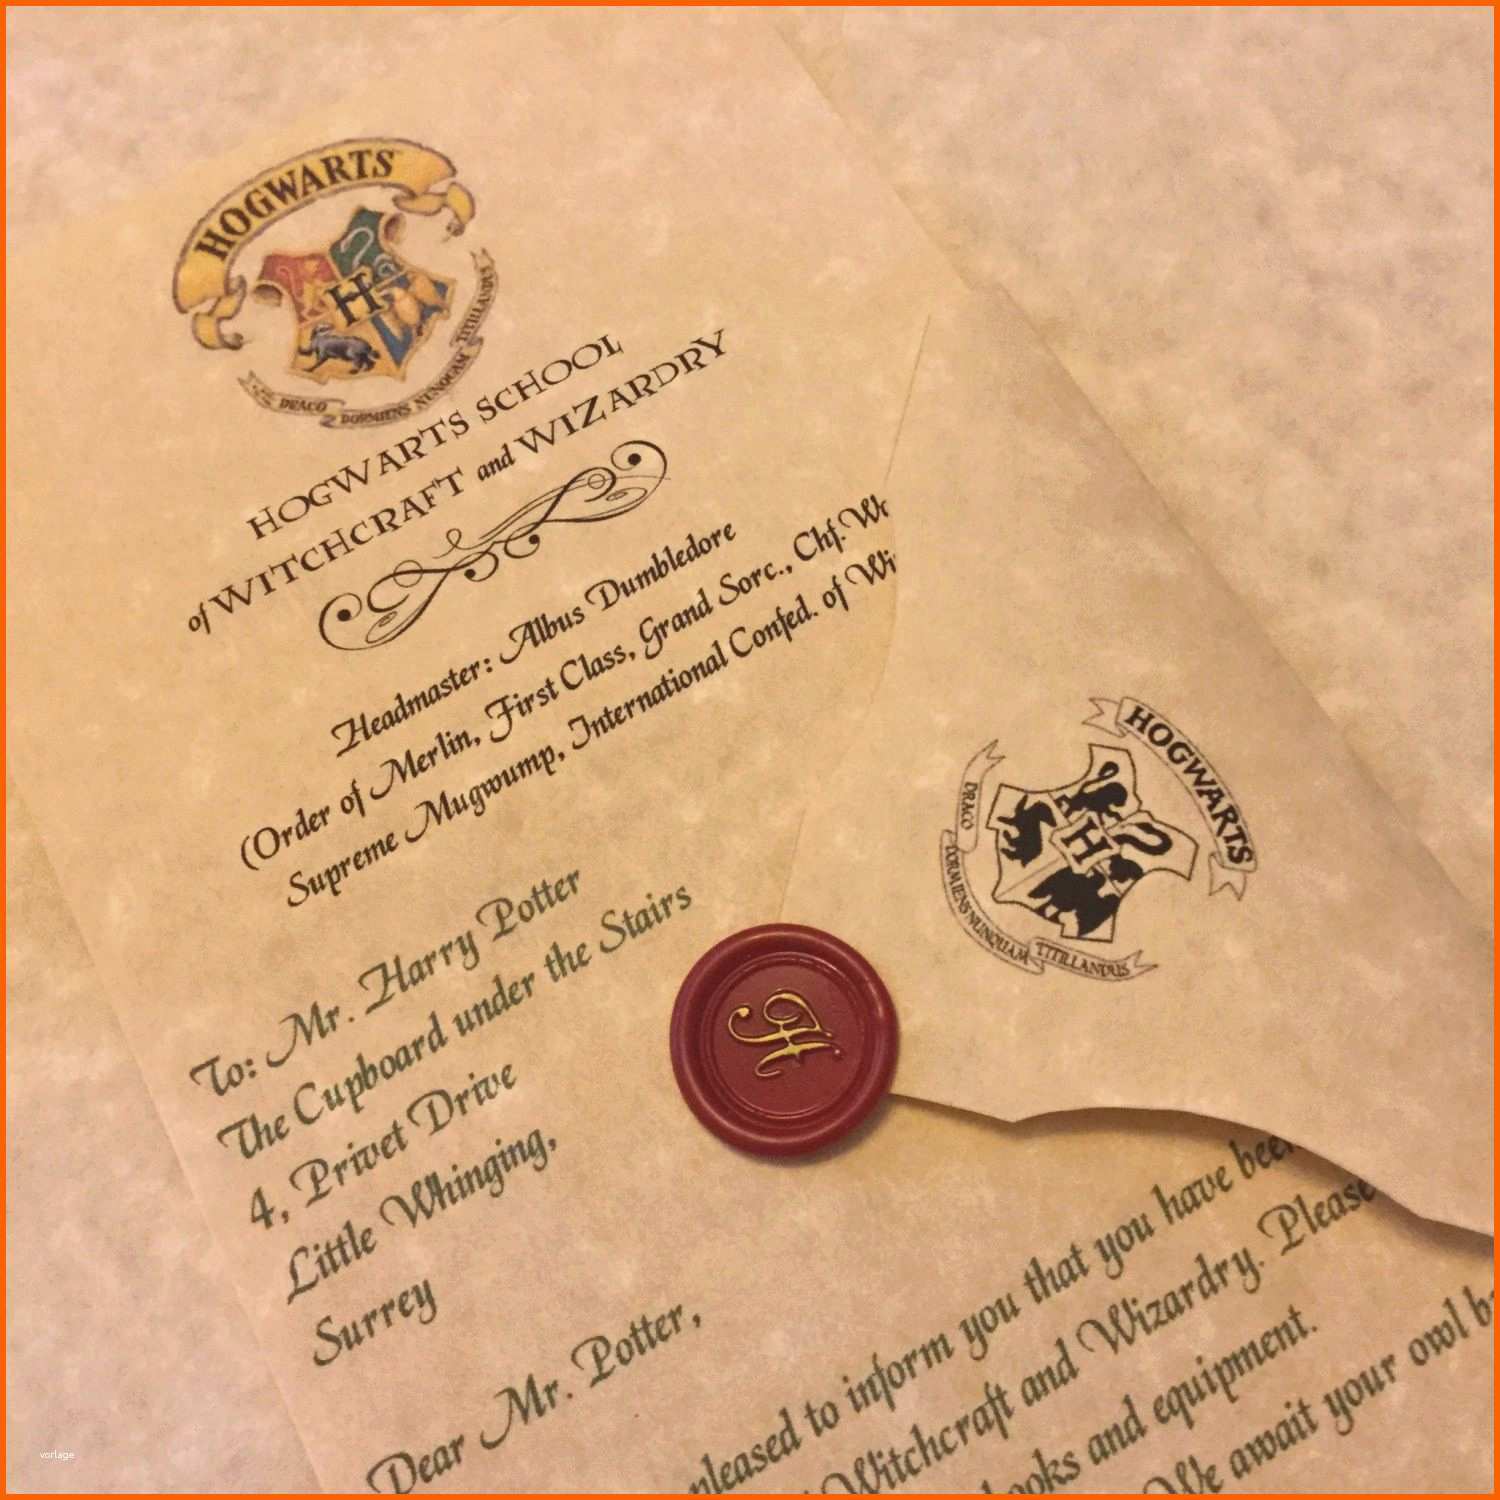 HOGWARTS
DRACO DORMIENS NUNQUAM TITILLANDUS
H
HOGWARTS SCHOOL
of WITCHCRAFT and WIZARDRY
Headmaster: Albus Dumbledore
(Order of Merlin, First Class, Grand Sorc., Chf. W
Supreme Mugwump, International Confed. of Wi
To: Mr. Harry Potter
The Cupboard under the Stairs
4, Privet Drive
Little Whinging,
Surrey
Dear Mr. Potter,
pleased to inform you that you have been
Witchcraft and Wizardry. Please
books and equipment.
We await your owl b
HOGWARTS
H
DRACO DORMIENS NUNQUAM TITILLANDUS
H
vorlage